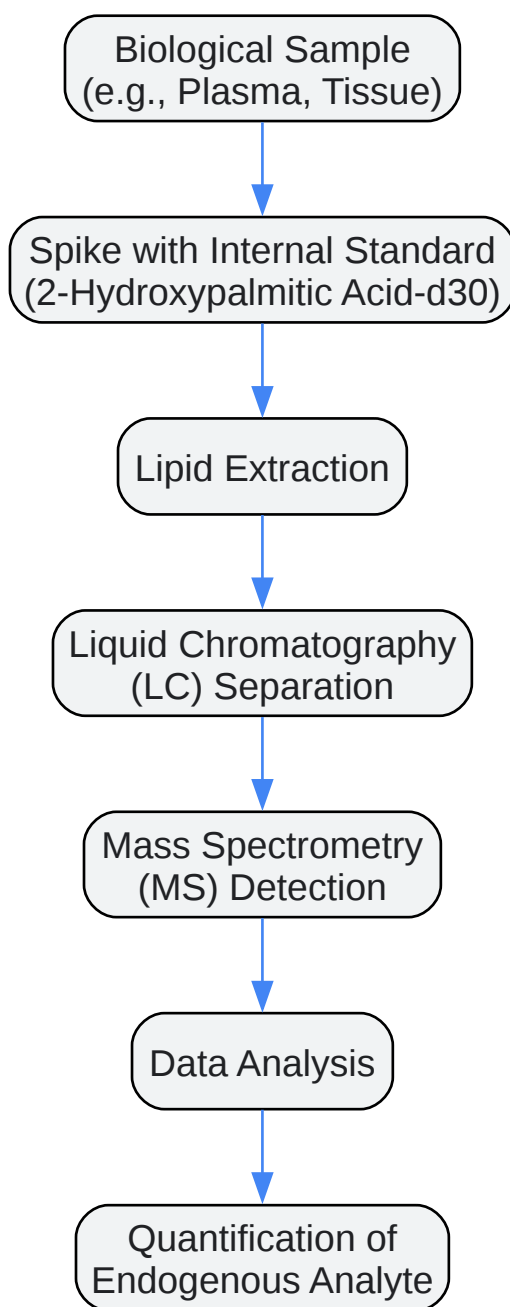 Biological Sample
(e.g., Plasma, Tissue)
Spike with Internal Standard
(2-Hydroxypalmitic Acid-d30)
Lipid Extraction
Liquid Chromatography
(LC) Separation
Mass Spectrometry
(MS) Detection
Data Analysis
Quantification of
Endogenous Analyte